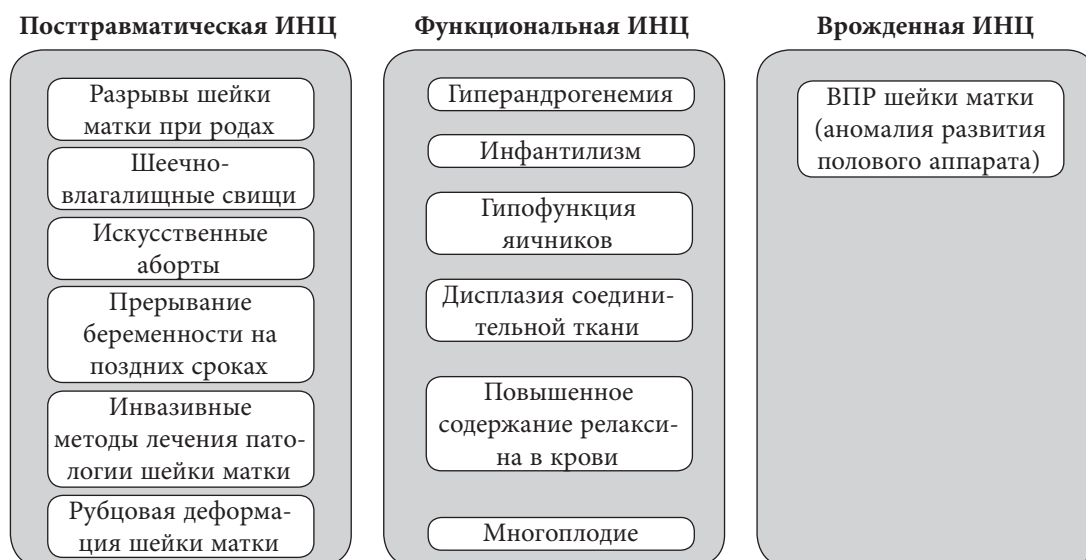 Посттравматическая ИНЦ
Разрывы шейки
матки при родах
Шеечно-
влагалищные свищи
Искусственные
аборты
Прерывание
беременности на
поздних сроках
Инвазивные
методы лечения пато-
логии шейки матки
Рубцовая деформа-
ция шейки матки
Функциональная ИНЦ
Гиперандрогенемия
Инфантилизм
Гипофункция
яичников
Дисплазия соедини-
тельной ткани
Повышенное
содержание релакси-
на в крови
Многоплодие
Врожденная ИНЦ
ВПР шейки матки
(аномалия развития
полового аппарата)